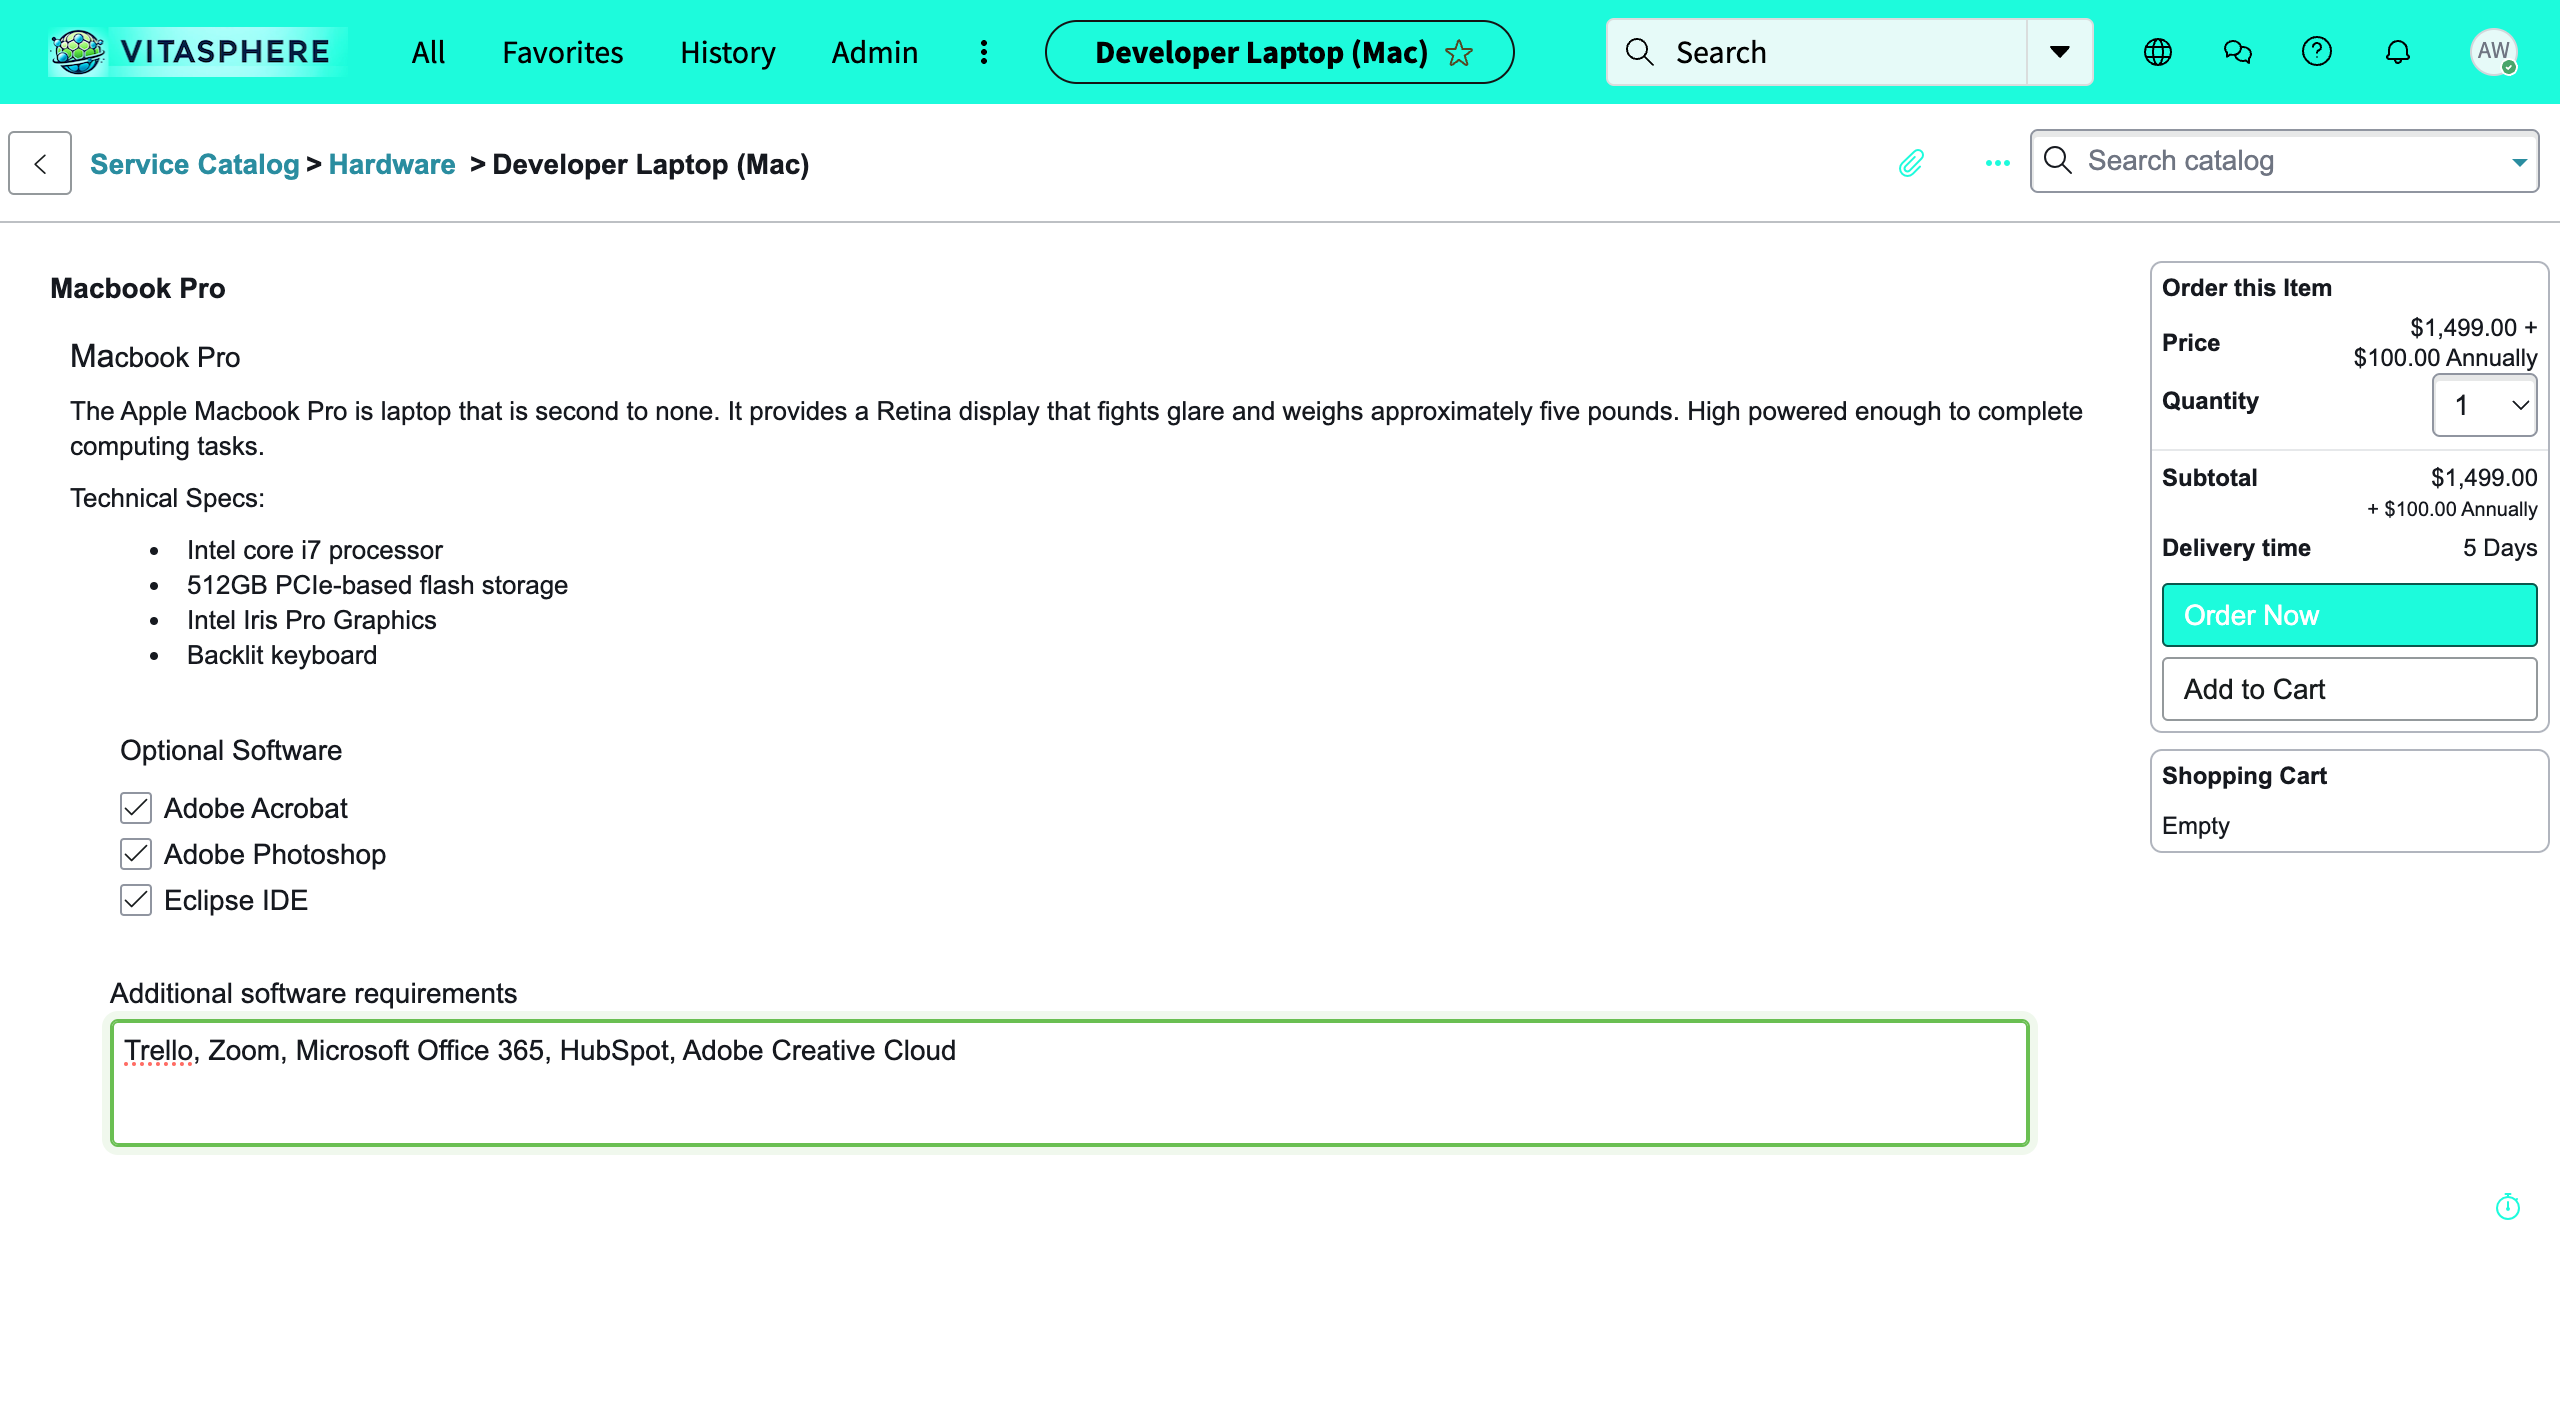 VITASPHERE
All
Favorites
History
Admin
Developer Laptop (Mac)
Search
AW
Service Catalog > Hardware > Developer Laptop (Mac)
Search catalog
Macbook Pro
Macbook Pro
The Apple Macbook Pro is laptop that is second to none. It provides a Retina display that fights glare and weighs approximately five pounds. High powered enough to complete
computing tasks.
Technical Specs:
• Intel core i7 processor
• 512GB PCIe-based flash storage
• Intel Iris Pro Graphics
• Backlit keyboard
Optional Software
Adobe Acrobat
Adobe Photoshop
Eclipse IDE
Additional software requirements
Trello, Zoom, Microsoft Office 365, HubSpot, Adobe Creative Cloud
Order this Item
Price
$1,499.00 +
$100.00 Annually
Quantity
1
Subtotal
$1,499.00
+ $100.00 Annually
Delivery time
5 Days
Order Now
Add to Cart
Shopping Cart
Empty